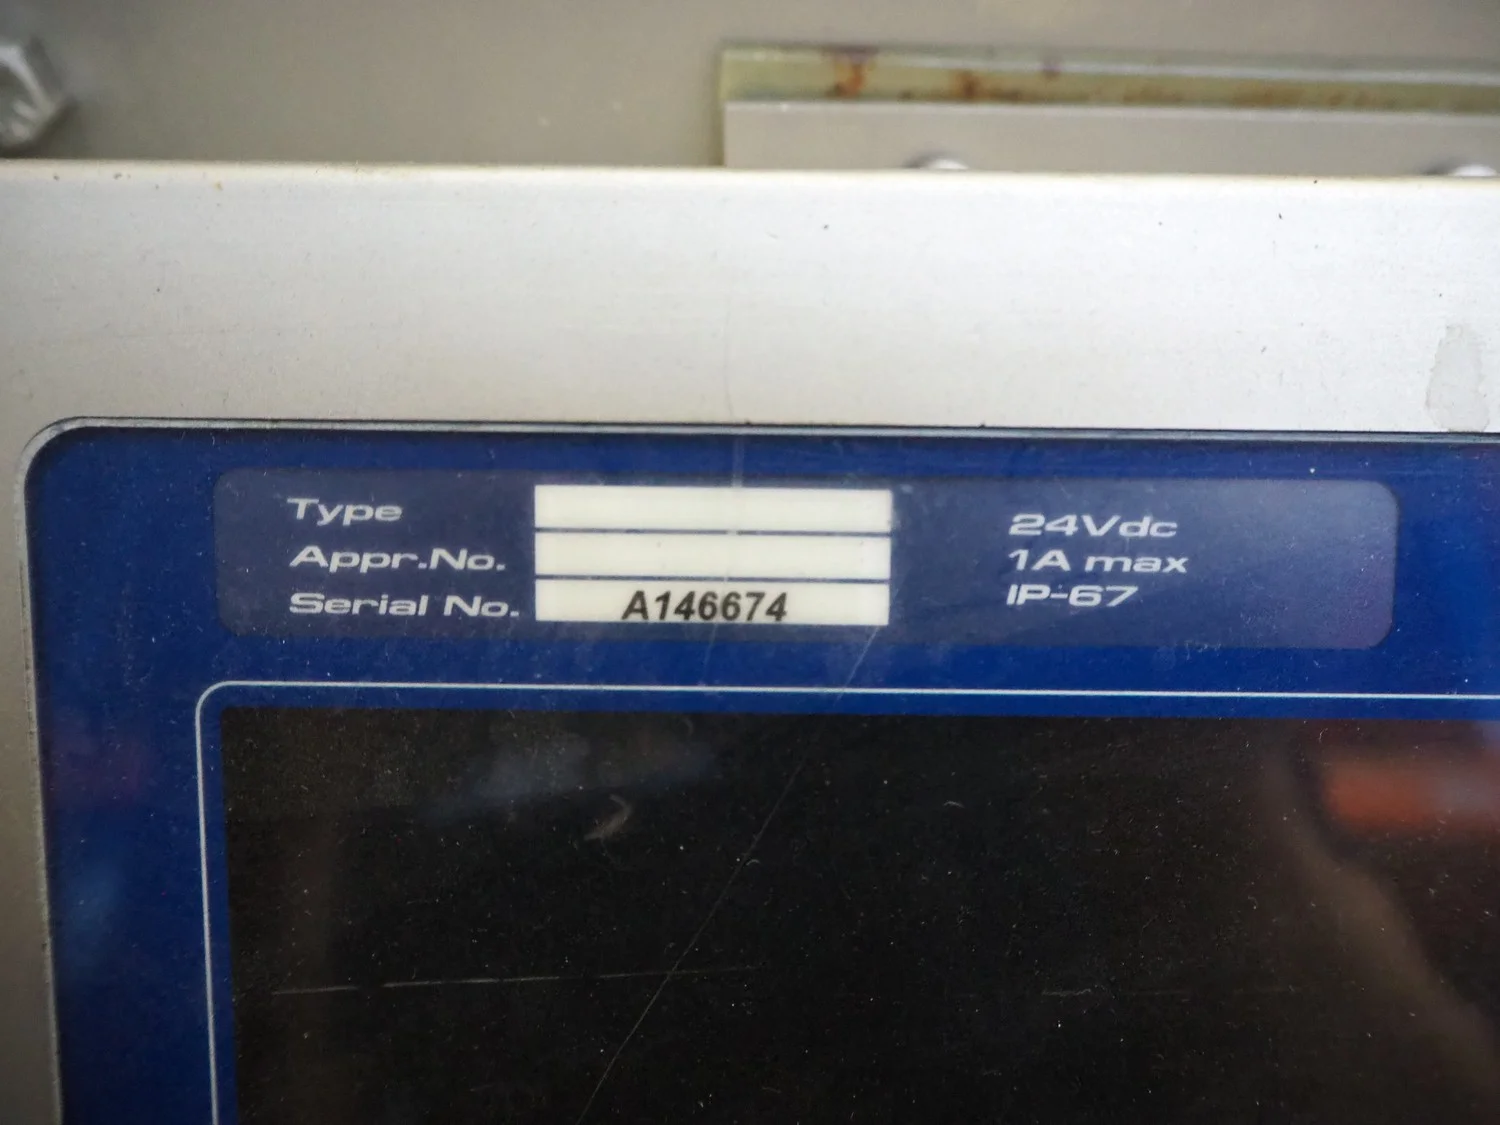 Type
Appr.No.
Serial No. A146674
24Vdc
1A max
IP-67